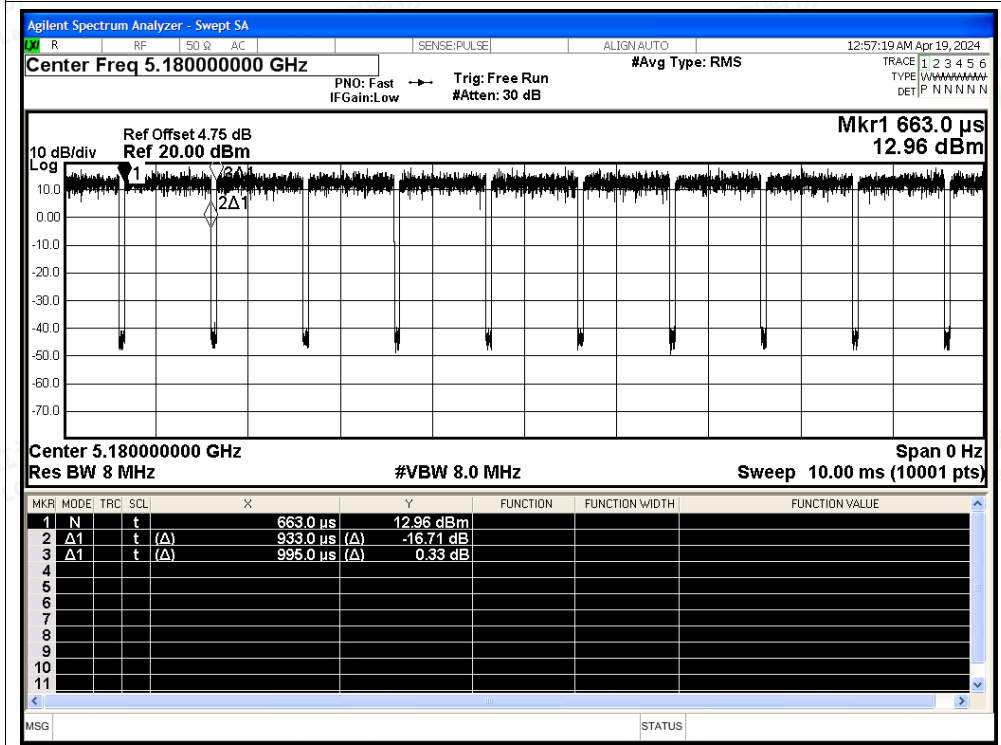 Agilent Spectrum Analyzer - Swept SA
LXI R RF 50 Ω AC SENSE:PULSE ALIGN AUTO 12:57:19 AM Apr 19, 2024
Center Freq 5.180000000 GHz #Avg Type: RMS TRACE 1 2 3 4 5 6
PNO: Fast Trig: Free Run TYPE W
IFGain:Low #Atten: 30 dB DET P N N N N N
Ref Offset 4.75 dB Mkr1 663.0 µs
10 dB/div Ref 20.00 dBm 12.96 dBm
Log
1 3Δ1
10.0
2Δ1
0.00
-10.0
-20.0
-30.0
-40.0
-50.0
-60.0
-70.0
Center 5.180000000 GHz Span 0 Hz
Res BW 8 MHz #VBW 8.0 MHz Sweep 10.00 ms (10001 pts)
MKR MODE TRC SCL X Y FUNCTION FUNCTION WIDTH FUNCTION VALUE
1 N t 663.0 µs 12.96 dBm
2 Δ1 t (Δ) 933.0 µs (Δ) -16.71 dB
3 Δ1 t (Δ) 995.0 µs (Δ) 0.33 dB
4
5
6
7
8
9
10
11
MSG STATUS